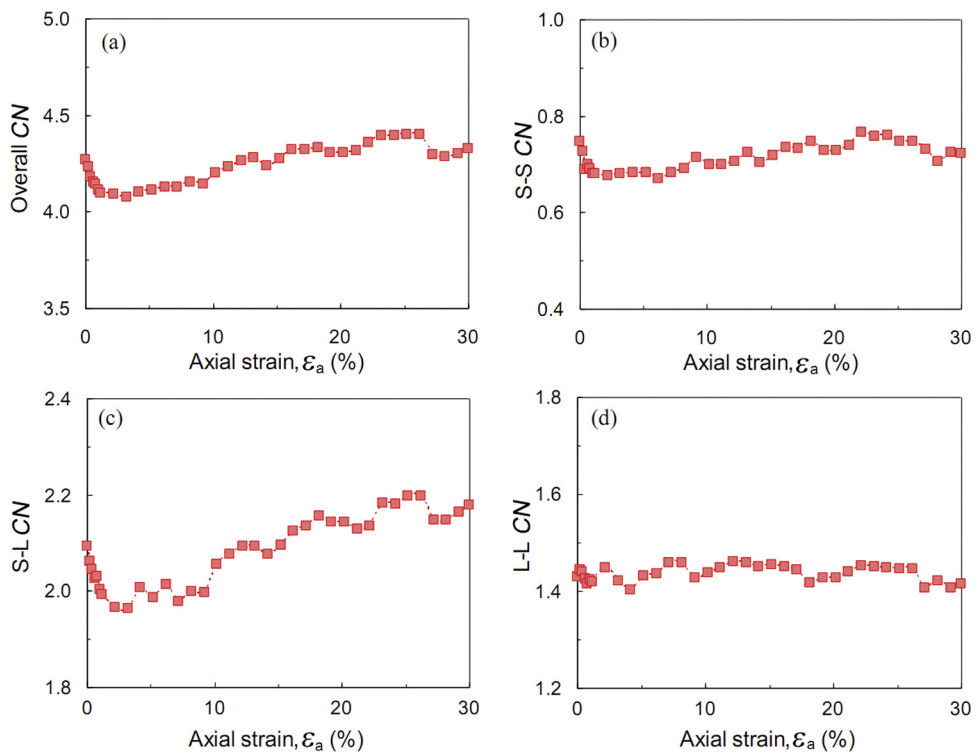 (a)
5.0
4.5
4.0
3.5
Overall CN
0 10 20 30
Axial strain, εa (%)
(b)
1.0
0.8
0.6
0.4
S-S CN
0 10 20 30
Axial strain, εa (%)
(c)
2.4
2.2
2.0
1.8
S-L CN
0 10 20 30
Axial strain, εa (%)
(d)
1.8
1.6
1.4
1.2
L-L CN
0 10 20 30
Axial strain, εa (%)